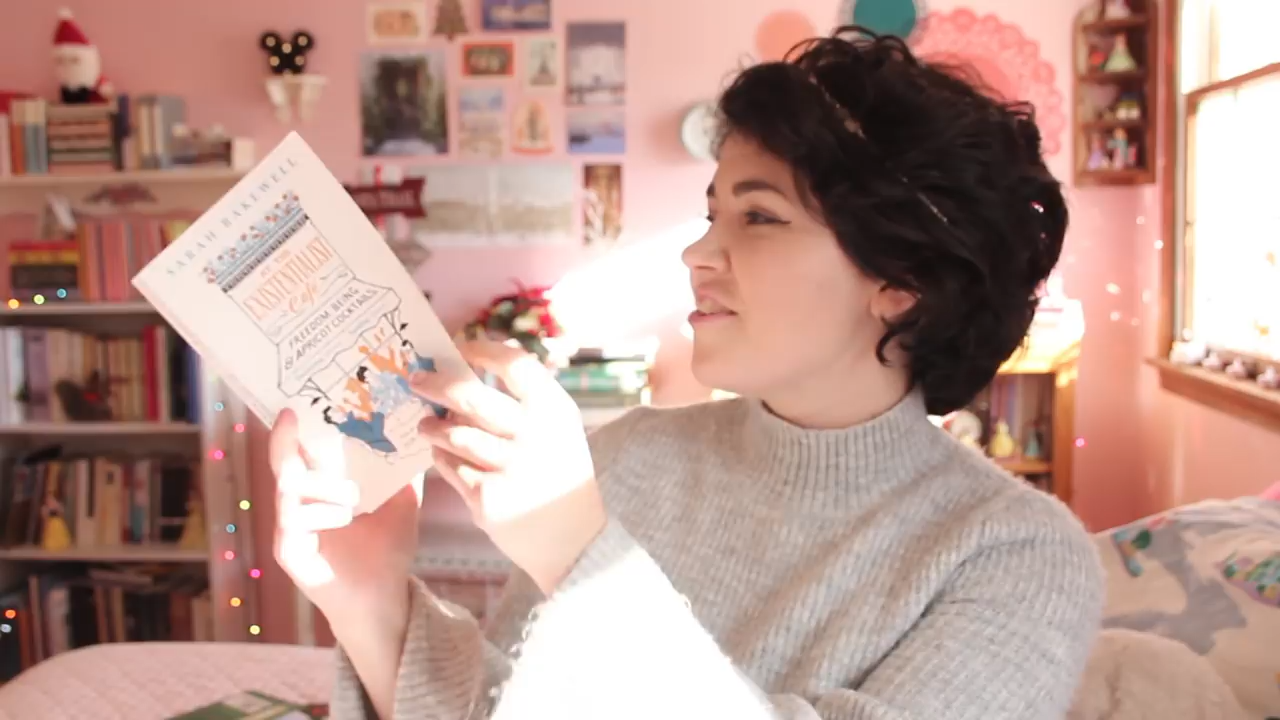 SARAH BAKEWELL
AT THE
EXISTENTIALIST
Café
FREEDOM, BEING
& APRICOT COCKTAILS